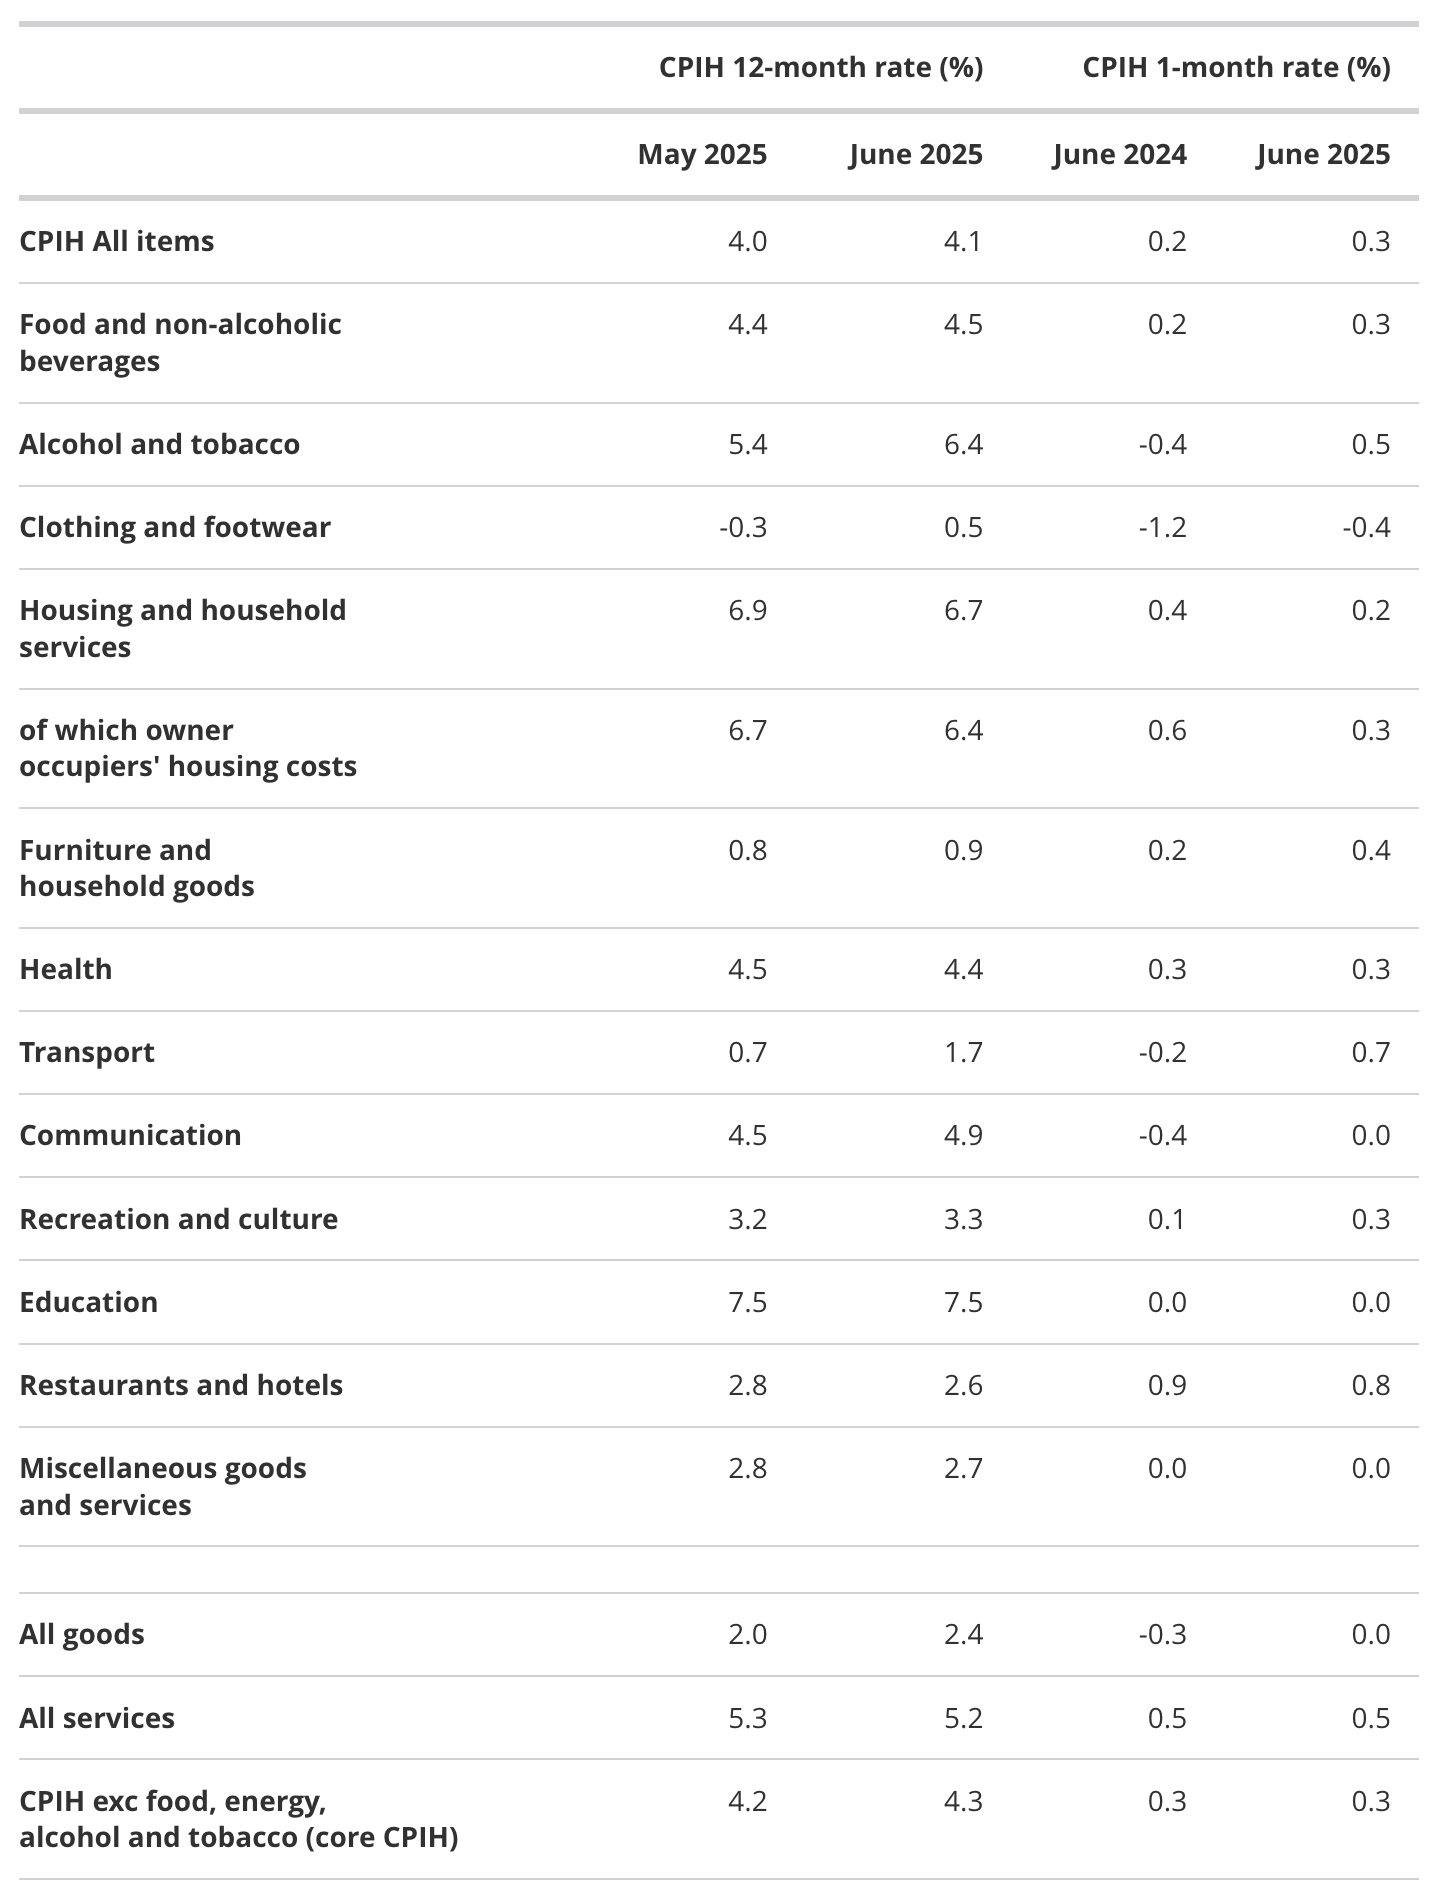 CPIH 12-month rate (%) CPIH 1-month rate (%)
May 2025 June 2025 June 2024 June 2025
CPIH All items 4.0 4.1 0.2 0.3
Food and non-alcoholic 4.4 4.5 0.2 0.3
beverages
Alcohol and tobacco 5.4 6.4 -0.4 0.5
Clothing and footwear -0.3 0.5 -1.2 -0.4
Housing and household 6.9 6.7 0.4 0.2
services
of which owner 6.7 6.4 0.6 0.3
occupiers' housing costs
Furniture and 0.8 0.9 0.2 0.4
household goods
Health 4.5 4.4 0.3 0.3
Transport 0.7 1.7 -0.2 0.7
Communication 4.5 4.9 -0.4 0.0
Recreation and culture 3.2 3.3 0.1 0.3
Education 7.5 7.5 0.0 0.0
Restaurants and hotels 2.8 2.6 0.9 0.8
Miscellaneous goods 2.8 2.7 0.0 0.0
and services
All goods 2.0 2.4 -0.3 0.0
All services 5.3 5.2 0.5 0.5
CPIH exc food, energy, 4.2 4.3 0.3 0.3
alcohol and tobacco (core CPIH)